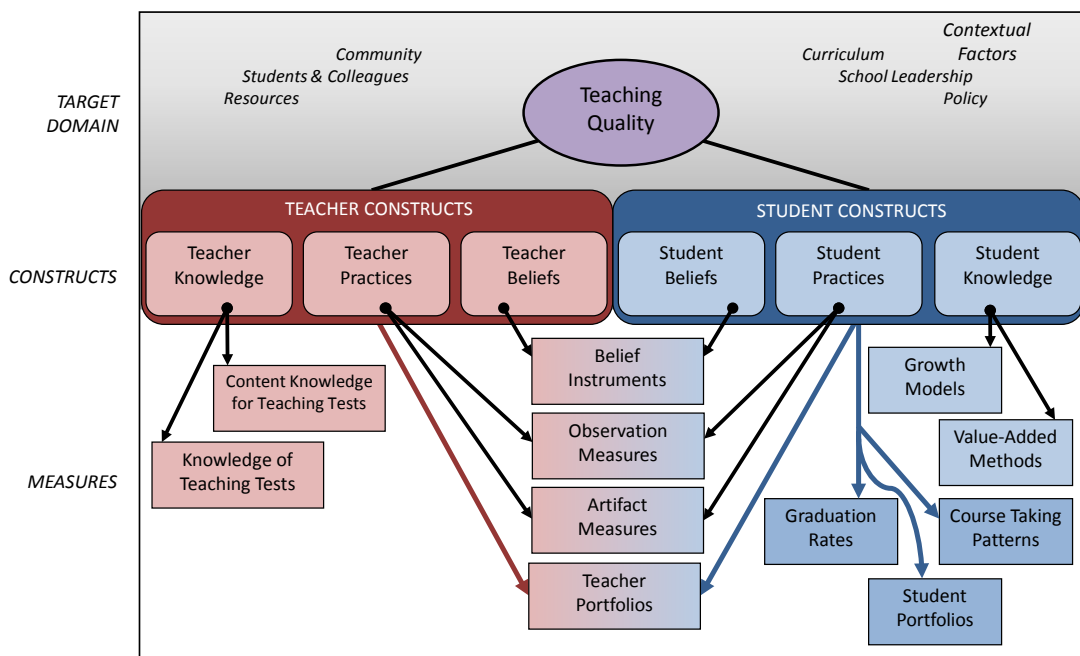 Contextual
Factors
Community
Students & Colleagues
Resources
Curriculum
School Leadership
Policy
TARGET
DOMAIN
Teaching
Quality
TEACHER CONSTRUCTS
STUDENT CONSTRUCTS
CONSTRUCTS
Teacher
Knowledge
Teacher
Practices
Teacher
Beliefs
Student
Beliefs
Student
Practices
Student
Knowledge
MEASURES
Content Knowledge
for Teaching Tests
Knowledge of
Teaching Tests
Belief
Instruments
Observation
Measures
Artifact
Measures
Teacher
Portfolios
Growth
Models
Value-Added
Methods
Graduation
Rates
Course Taking
Patterns
Student
Portfolios